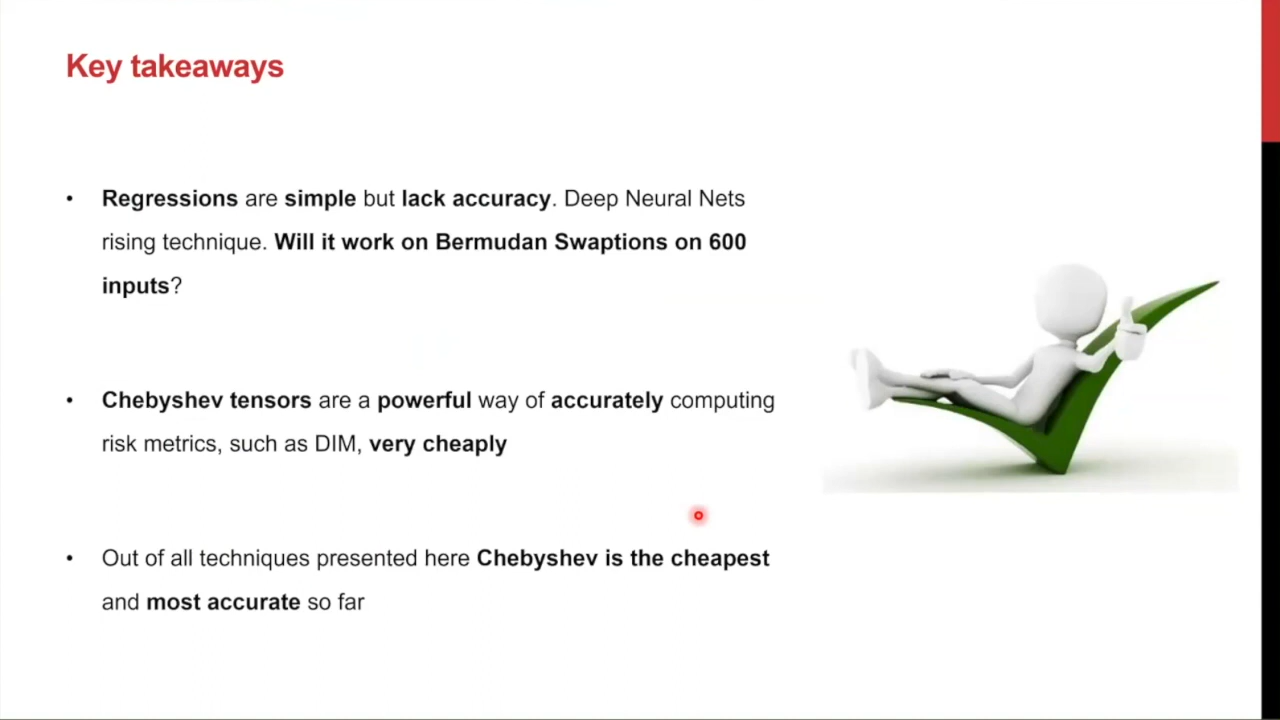 Key takeaways
• Regressions are simple but lack accuracy. Deep Neural Nets
rising technique. Will it work on Bermudan Swaptions on 600
inputs?
• Chebyshev tensors are a powerful way of accurately computing
risk metrics, such as DIM, very cheaply
• Out of all techniques presented here Chebyshev is the cheapest
and most accurate so far